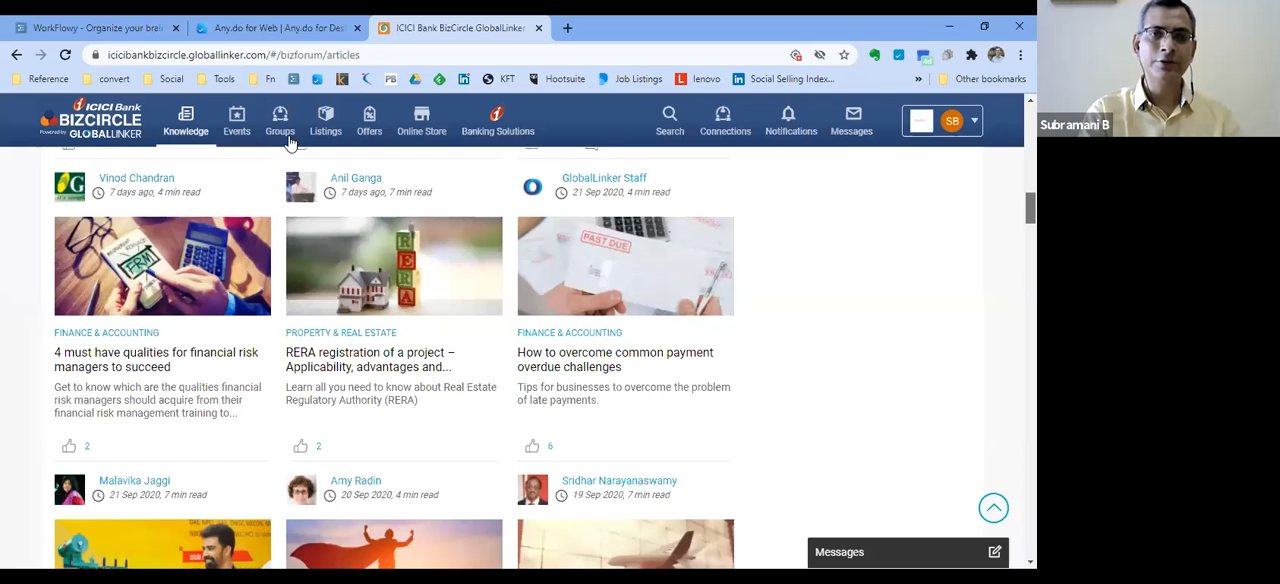 WorkFlowy - Organize your brain
Any.do for Web | Any.do for Des
ICICI Bank BizCircle GlobalLinker
icicibankbizcircle.globallinker.com/#/bizforum/articles
Reference
convert
Social
Tools
Fn
PB
KFT
Hootsuite
Job Listings
lenovo
Social Selling Index...
»
Other bookmarks
ICICI Bank
BIZCIRCLE
Powered by GLOBALLINKER
Knowledge
Events
Groups
Listings
Offers
Online Store
Banking Solutions
Search
Connections
Notifications
Messages
SB
Subramani B
Vinod Chandran
7 days ago, 4 min read
Anil Ganga
7 days ago, 7 min read
GlobalLinker Staff
21 Sep 2020, 4 min read
FRM
RERA
PAST DUE
FINANCE & ACCOUNTING
4 must have qualities for financial risk
managers to succeed
Get to know which are the qualities financial
risk managers should acquire from their
financial risk management training to...
2
PROPERTY & REAL ESTATE
RERA registration of a project –
Applicability, advantages and...
Learn all you need to know about Real Estate
Regulatory Authority (RERA)
2
FINANCE & ACCOUNTING
How to overcome common payment
overdue challenges
Tips for businesses to overcome the problem
of late payments.
6
Malavika Jaggi
21 Sep 2020, 7 min read
Amy Radin
20 Sep 2020, 4 min read
Sridhar Narayanaswamy
19 Sep 2020, 7 min read
Messages